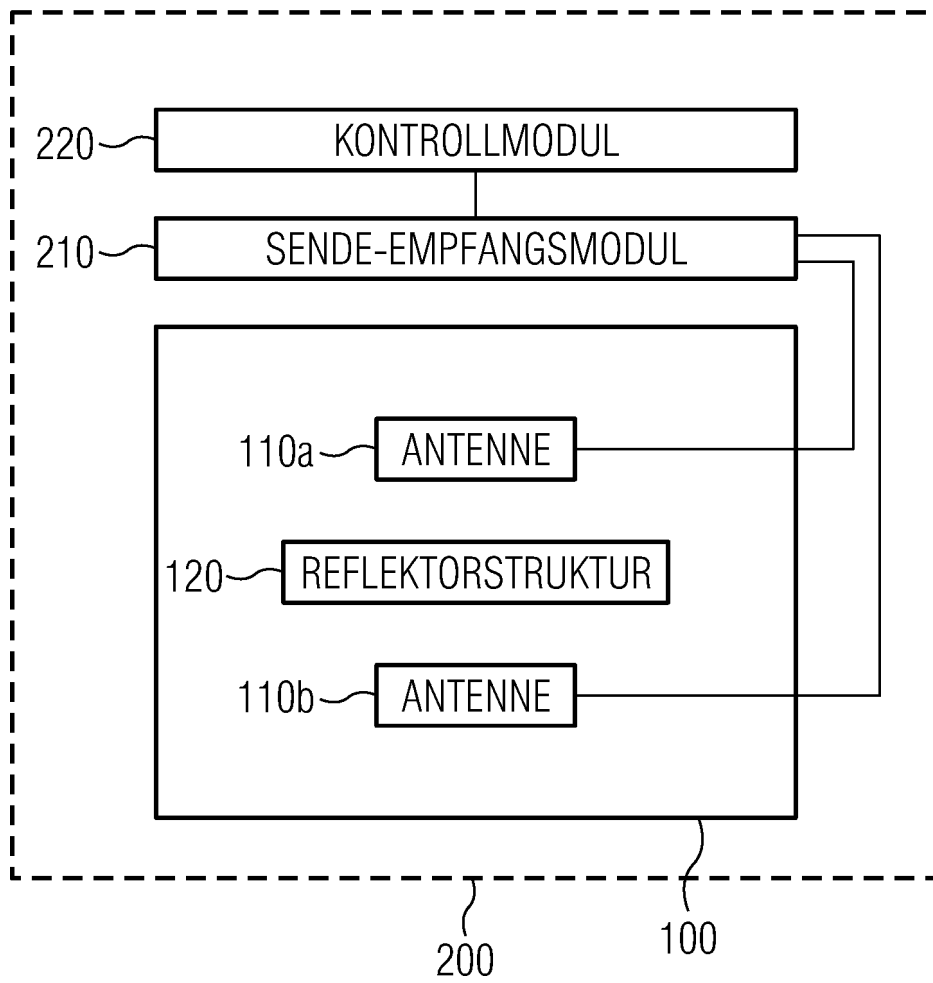 220 KONTROLLMODUL
210 SENDE-EMPFANGSMODUL
110a ANTENNE
120 REFLEKTORSTRUKTUR
110b ANTENNE
100
200